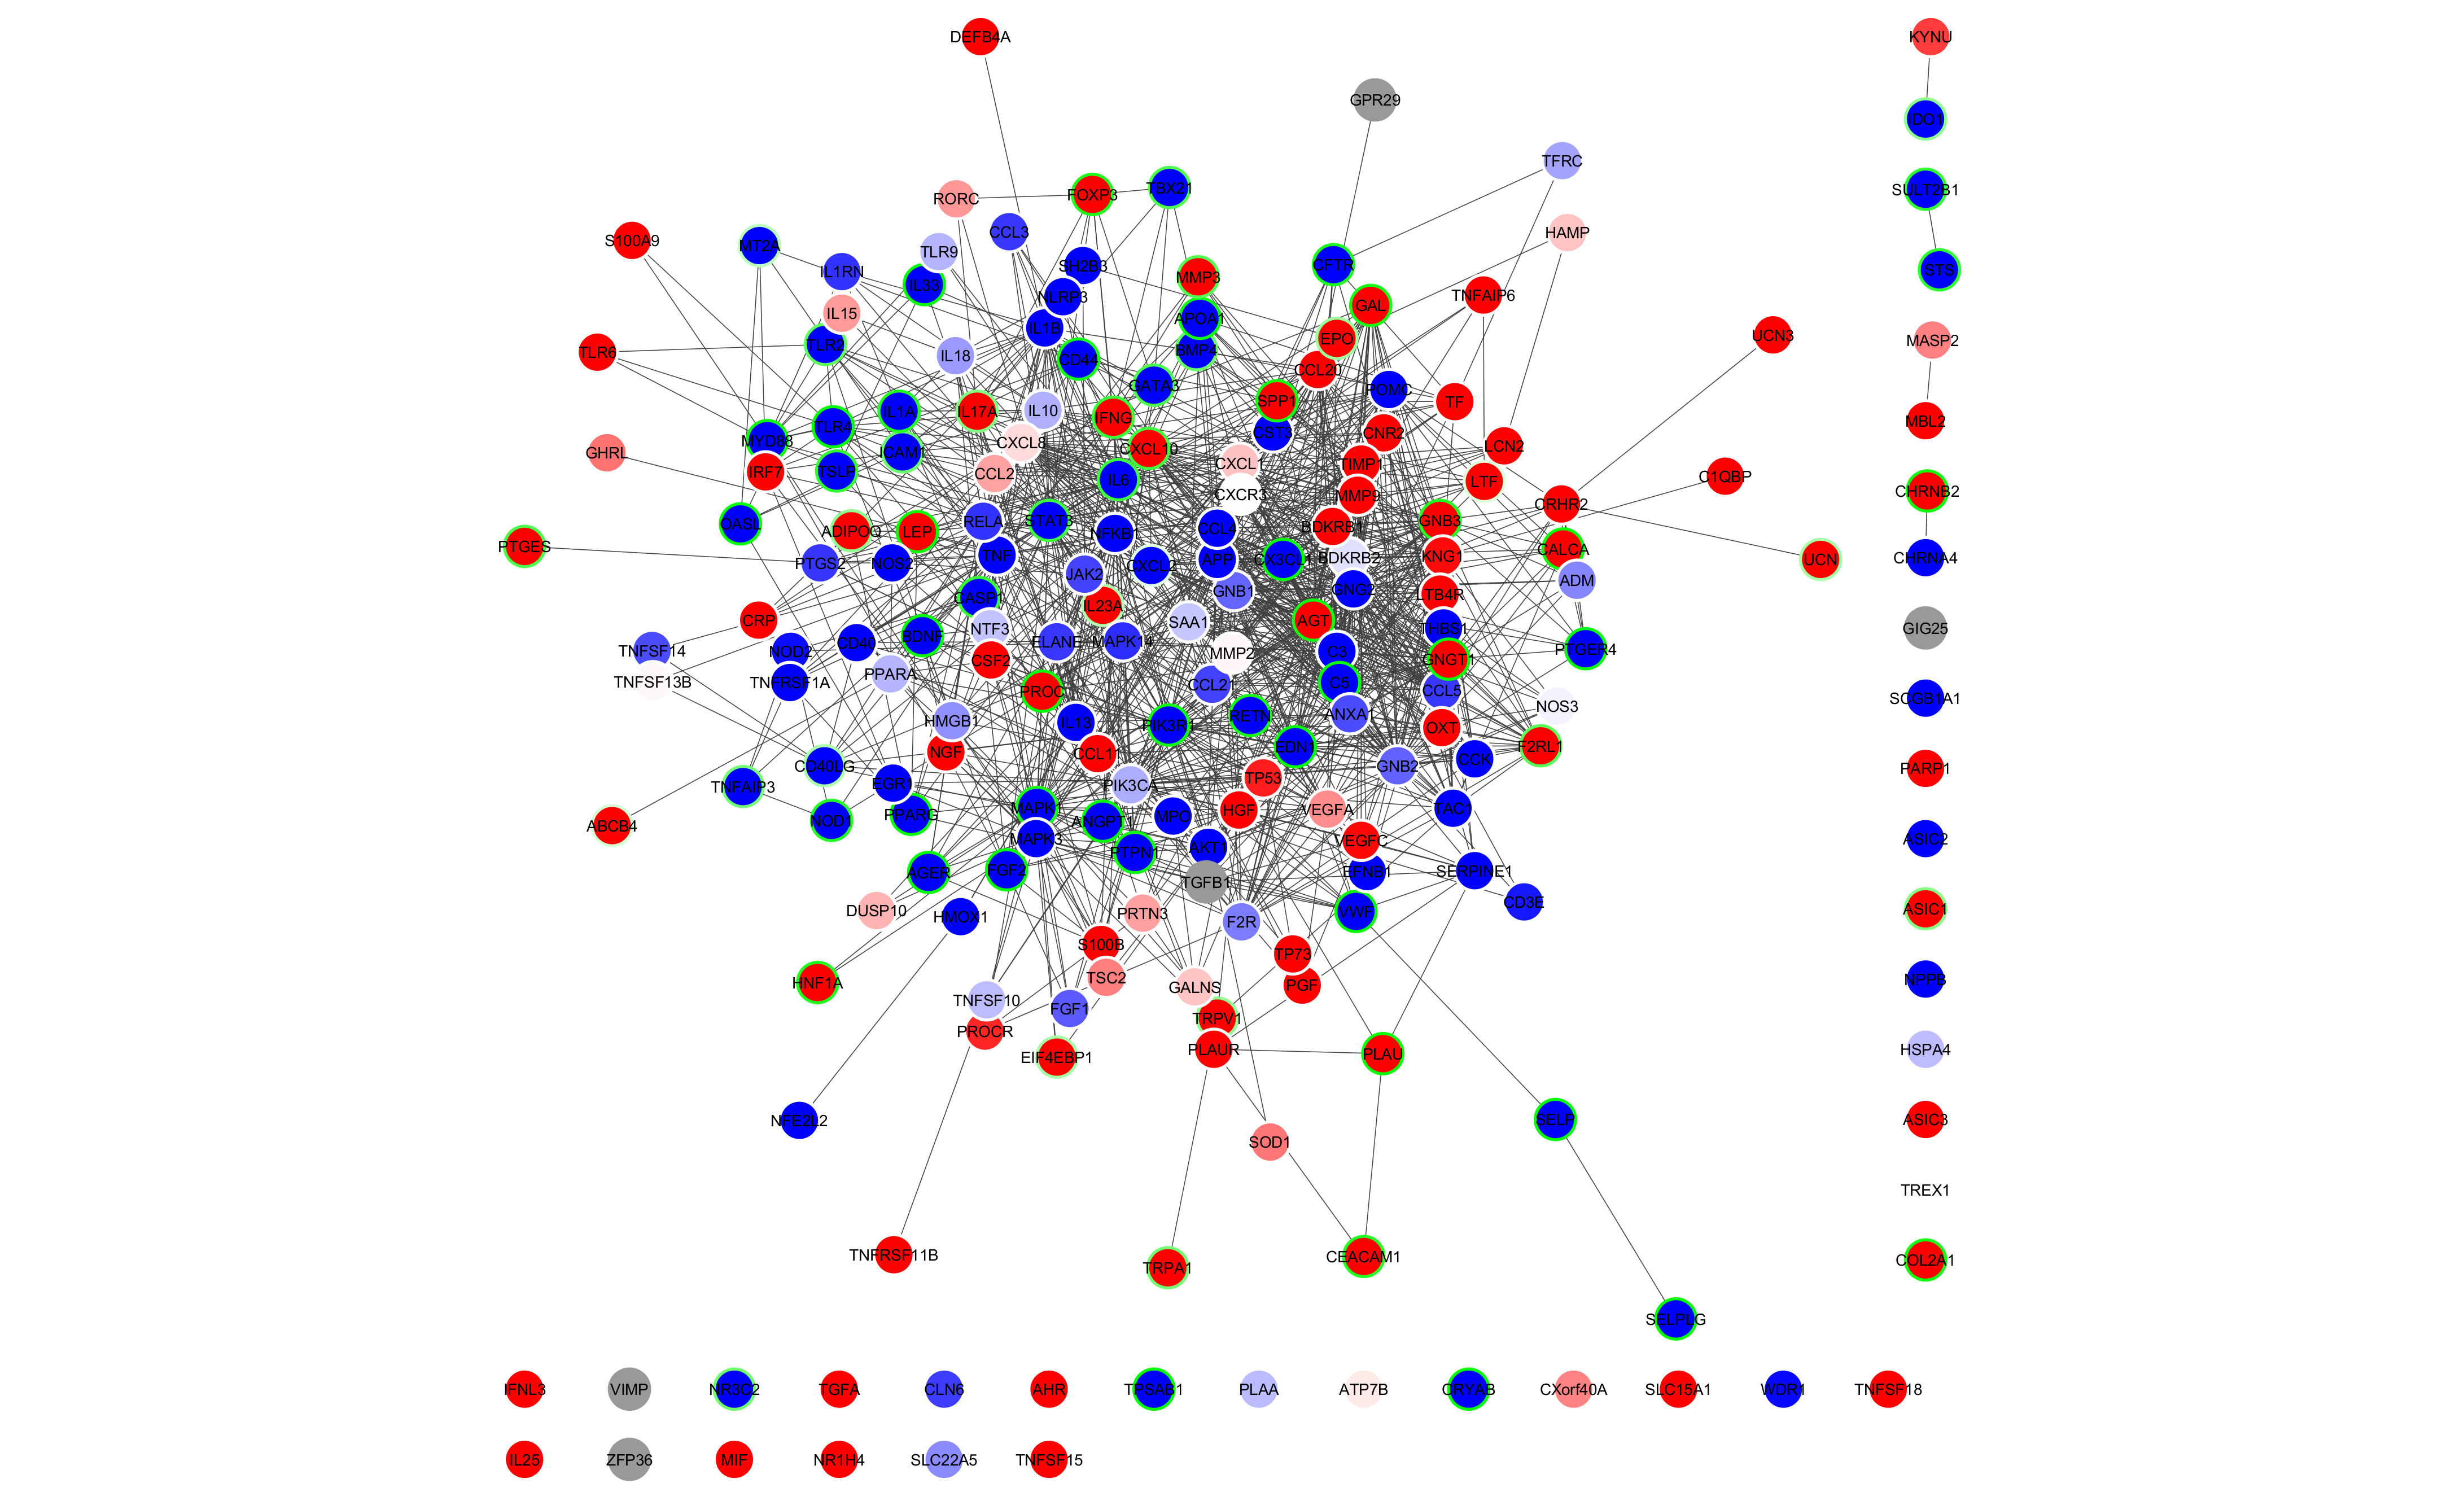 DEFB4A
KYNU
GPR29
IDO1
TFRC
RORC
FOXP3
TBX21
SULT2B1
S100A9
MT2A
CCL3
HAMP
TLR9
IL1RN
SH2B3
CFTR
STS
IL33
NLRP3
MMP3
TNFAIP6
GAL
IL15
IL1B
APOA1
UCN3
EPO
MASP2
TLR6
TLR2
IL18
CD44
BMP4
CCL20
GATA3
POMC
IL1A
IL17A
IL10
IFNG
SPP1
TF
MBL2
TLR4
MYD88
CXCL8
CXCL10
CST3
CNR2
LCN2
GHRL
ICAM1
IRF7
TSLP
CCL2
IL6
CXCL1
TIMP1
LTF
C1QBP
CHRNB2
CXCR3
MMP9
CRHR2
OASL
ADIPOQ
LEP
RELA
STAT3
NFKB1
CCL4
BDKRB1
GNB3
PTGES
PTGS2
NOS2
TNF
JAK2
CXCL2
APP
CX3CL1
BDKRB2
KNG1
CALCA
UCN
CHRNA4
ADM
CASP1
IL23A
GNB1
GNG2
LTB4R
CRP
BDNF
NTF3
SAA1
AGT
THBS1
GIG25
TNFSF14
NOD2
CD40
ELANE
MAPK14
MMP2
C3
PTGER4
CSF2
GNGT1
TNFSF13B
TNFRSF1A
PPARA
PROC
CCL21
C5
CCL5
NOS3
SCGB1A1
HMGB1
IL13
PIK3R1
RETN
ANXA1
OXT
NGF
CCL11
EDN1
F2RL1
CD40LG
GNB2
CCK
PARP1
TNFAIP3
EGR1
PIK3CA
TP53
NOD1
PPARG
MAPK1
ANGPT1
MPO
HGF
VEGFA
TAC1
ABCB4
MAPK3
PTPN1
AKT1
VEGFC
ASIC2
AGER
FGF2
TGFB1
EFNB1
SERPINE1
DUSP10
HMOX1
PRTN3
F2R
VWF
CD3E
ASIC1
S100B
TP73
HNF1A
TSC2
GALNS
PGF
NPPB
TNFSF10
FGF1
TRPV1
PROCR
EIF4EBP1
PLAUR
PLAU
HSPA4
NFE2L2
SOD1
SELP
ASIC3
TREX1
TNFRSF11B
TRPA1
CEACAM1
COL2A1
SELPLG
IFNL3 VIMP NR3C2 TGFA CLN6 AHR TPSAB1 PLAA ATP7B CRYAB CXorf40A SLC15A1 WDR1 TNFSF18
IL25 ZFP36 MIF NR1H4 SLC22A5 TNFSF15